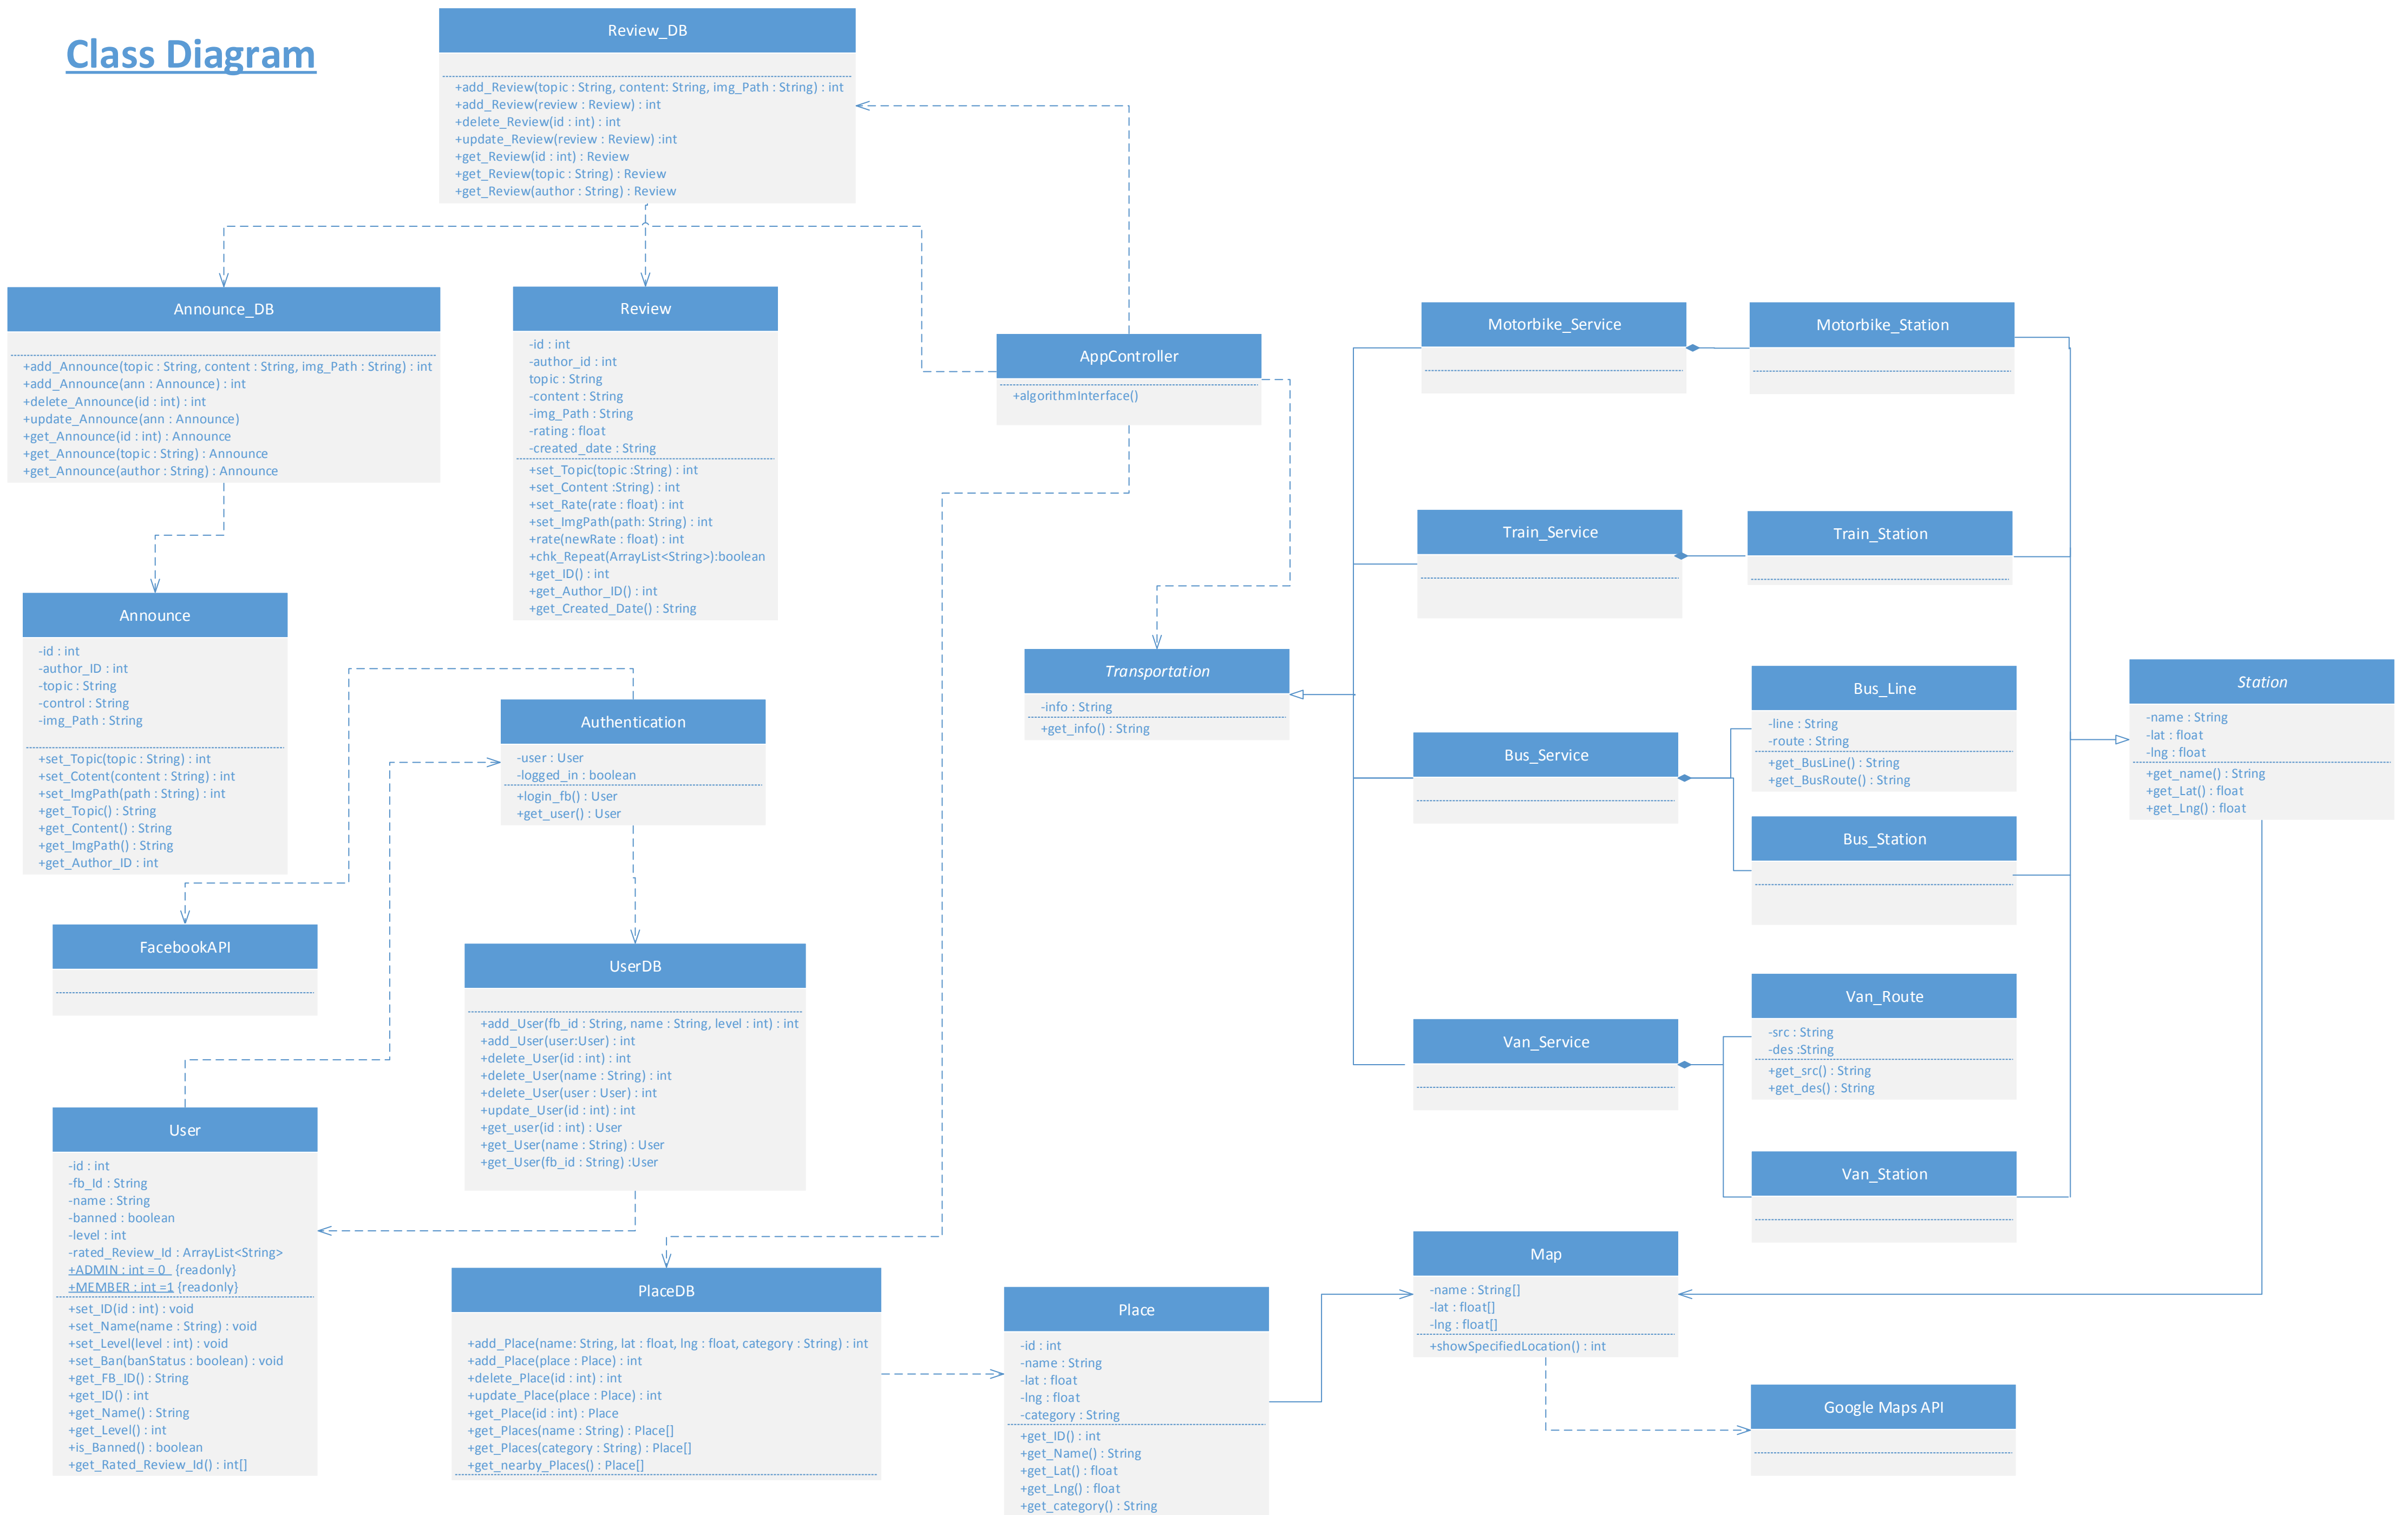 Class Diagram
Review_DB
+add_Review(topic : String, content: String, img_Path : String) : int
+add_Review(review : Review) : int
+delete_Review(id : int) : int
+update_Review(review : Review) :int
+get_Review(id : int) : Review
+get_Review(topic : String) : Review
+get_Review(author : String) : Review
Announce_DB
+add_Announce(topic : String, content : String, img_Path : String) : int
+add_Announce(ann : Announce) : int
+delete_Announce(id : int) : int
+update_Announce(ann : Announce)
+get_Announce(id : int) : Announce
+get_Announce(topic : String) : Announce
+get_Announce(author : String) : Announce
Review
-id : int
-author_id : int
topic : String
-content : String
-img_Path : String
-rating : float
-created_date : String
+set_Topic(topic :String) : int
+set_Content :String) : int
+set_Rate(rate : float) : int
+set_ImgPath(path: String) : int
+rate(newRate : float) : int
+chk_Repeat(ArrayList<String>):boolean
+get_ID() : int
+get_Author_ID() : int
+get_Created_Date() : String
AppController
+algorithmInterface()
Motorbike_Service
Motorbike_Station
Train_Service
Train_Station
Announce
-id : int
-author_ID : int
-topic : String
-control : String
-img_Path : String
+set_Topic(topic : String) : int
+set_Cotent(content : String) : int
+set_ImgPath(path : String) : int
+get_Topic() : String
+get_Content() : String
+get_ImgPath() : String
+get_Author_ID : int
Authentication
-user : User
-logged_in : boolean
+login_fb() : User
+get_user() : User
Transportation
-info : String
+get_info() : String
Bus_Service
Bus_Line
-line : String
-route : String
+get_BusLine() : String
+get_BusRoute() : String
Bus_Station
Station
-name : String
-lat : float
-lng : float
+get_name() : String
+get_Lat() : float
+get_Lng() : float
FacebookAPI
UserDB
+add_User(fb_id : String, name : String, level : int) : int
+add_User(user:User) : int
+delete_User(id : int) : int
+delete_User(name : String) : int
+delete_User(user : User) : int
+update_User(id : int) : int
+get_user(id : int) : User
+get_User(name : String) : User
+get_User(fb_id : String) :User
Van_Service
Van_Route
-src : String
-des :String
+get_src() : String
+get_des() : String
Van_Station
User
-id : int
-fb_Id : String
-name : String
-banned : boolean
-level : int
-rated_Review_Id : ArrayList<String>
+ADMIN : int = 0 {readonly}
+MEMBER : int =1 {readonly}
+set_ID(id : int) : void
+set_Name(name : String) : void
+set_Level(level : int) : void
+set_Ban(banStatus : boolean) : void
+get_FB_ID() : String
+get_ID() : int
+get_Name() : String
+get_Level() : int
+is_Banned() : boolean
+get_Rated_Review_Id() : int[]
PlaceDB
+add_Place(name: String, lat : float, lng : float, category : String) : int
+add_Place(place : Place) : int
+delete_Place(id : int) : int
+update_Place(place : Place) : int
+get_Place(id : int) : Place
+get_Places(name : String) : Place[]
+get_Places(category : String) : Place[]
+get_nearby_Places() : Place[]
Place
-id : int
-name : String
-lat : float
-lng : float
-category : String
+get_ID() : int
+get_Name() : String
+get_Lat() : float
+get_Lng() : float
+get_category() : String
Map
-name : String[]
-lat : float[]
-lng : float[]
+showSpecifiedLocation() : int
Google Maps API